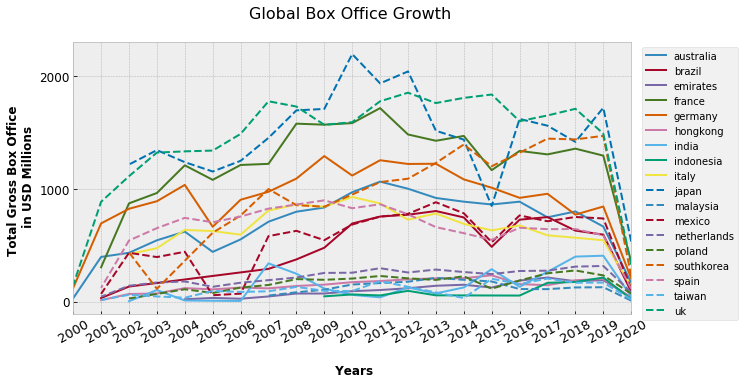 Global Box Office Growth
Total Gross Box Office
in USD Millions
2000
1000
0
2000
2001
2002
2003
2004
2005
2006
2007
2008
2009
2010
2011
2012
2013
2014
2015
2016
2017
2018
2019
2020
Years
australia
brazil
emirates
france
germany
hongkong
india
indonesia
italy
japan
malaysia
mexico
netherlands
poland
southkorea
spain
taiwan
uk